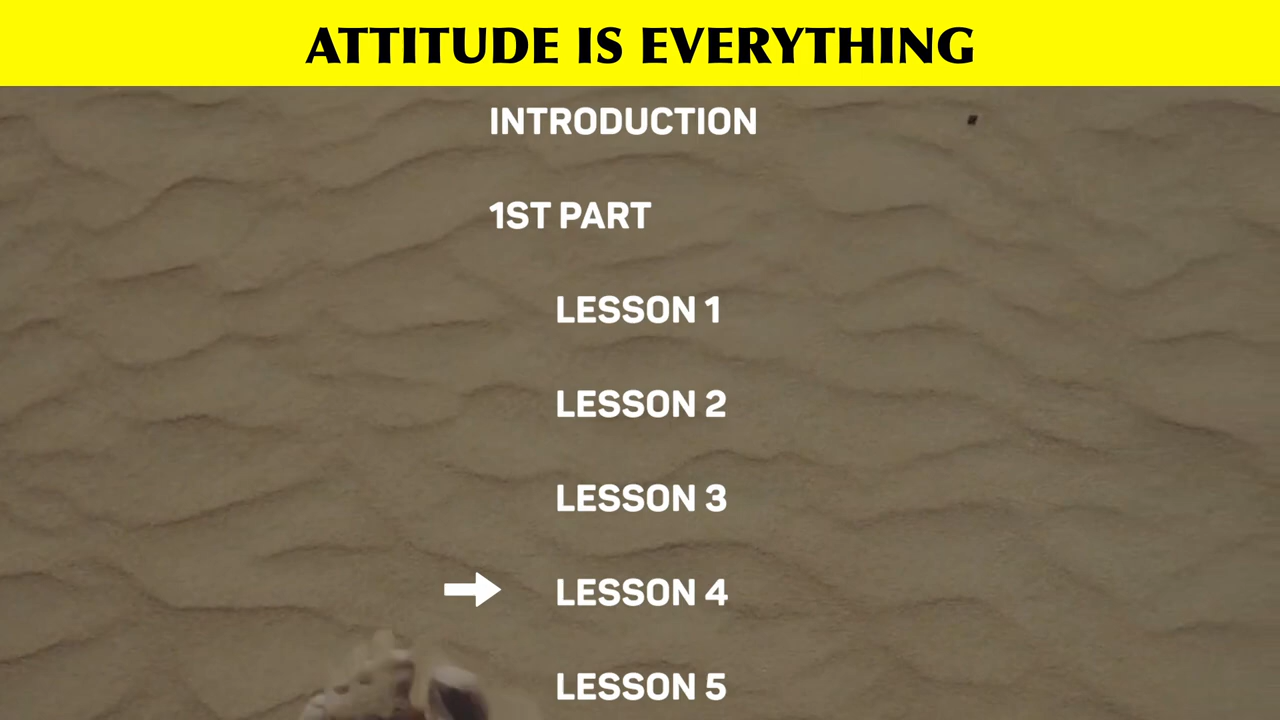 ATTITUDE IS EVERYTHING
INTRODUCTION
1ST PART
LESSON 1
LESSON 2
LESSON 3
LESSON 4
LESSON 5